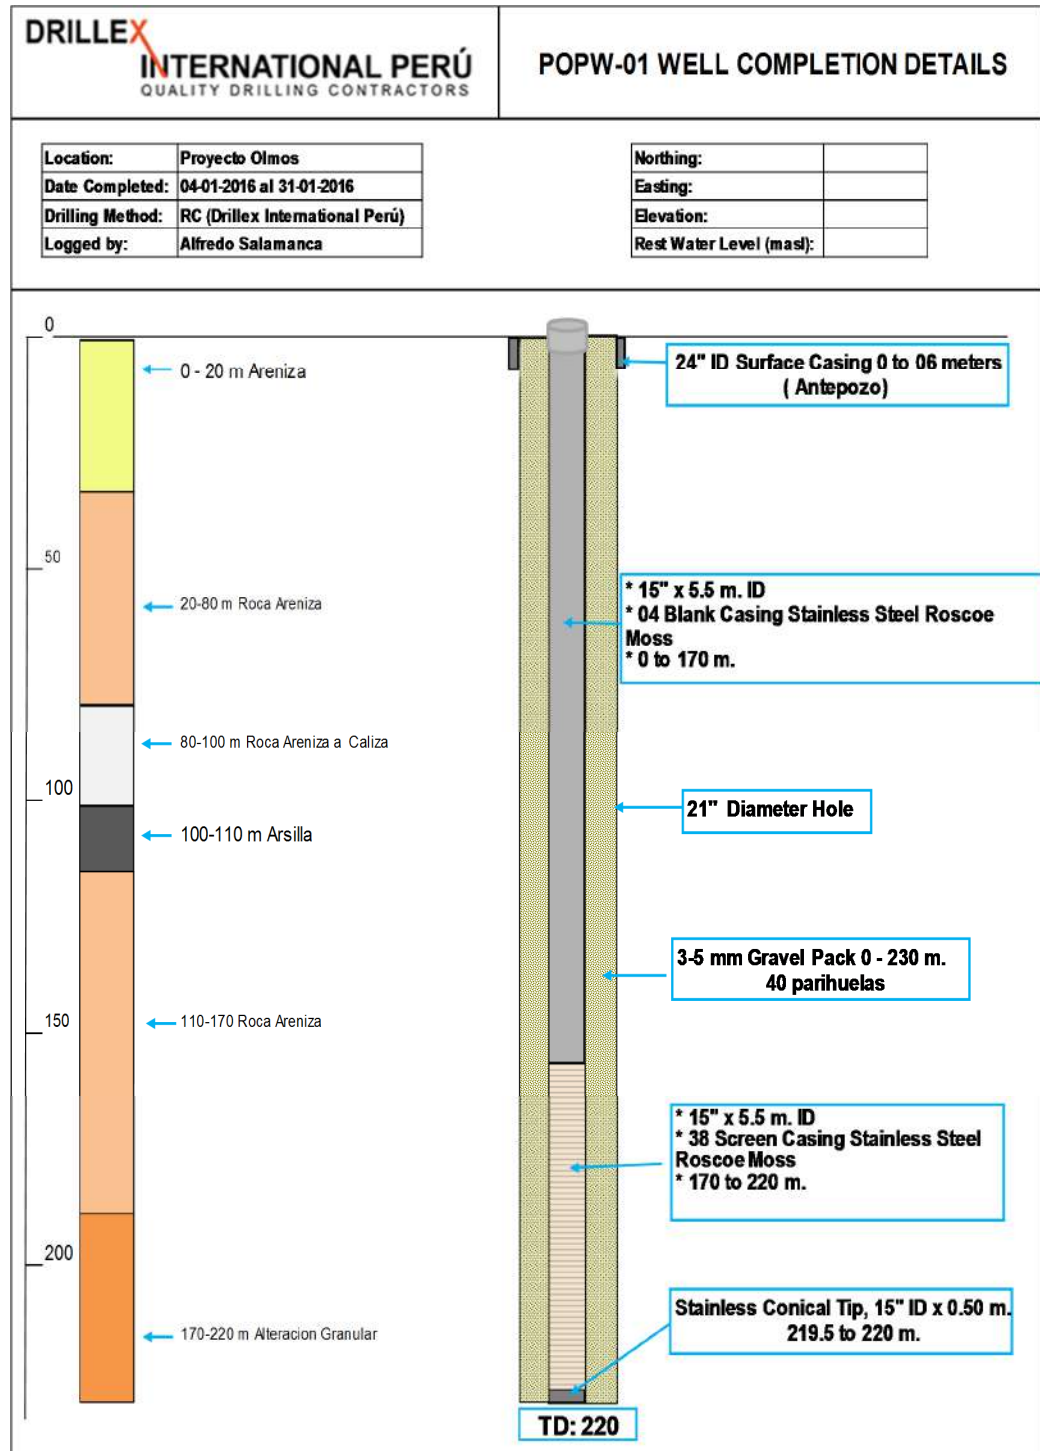 DRILLEX
INTERNATIONAL PERÚ
QUALITY DRILLING CONTRACTORS
POPW-01 WELL COMPLETION DETAILS
Location: Proyecto Olmos
Date Completed: 04-01-2016 al 31-01-2016
Drilling Method: RC (Drillex International Perú)
Logged by: Alfredo Salamanca
Northing:
Easting:
Elevation:
Rest Water Level (masl):
0
0 - 20 m Areniza
24" ID Surface Casing 0 to 06 meters
( Antepozo)
50
20-80 m Roca Areniza
* 15" x 5.5 m. ID
* 04 Blank Casing Stainless Steel Roscoe
Moss
* 0 to 170 m.
80-100 m Roca Areniza a Caliza
100
100-110 m Arsilla
21" Diameter Hole
3-5 mm Gravel Pack 0 - 230 m.
40 parihuelas
150
110-170 Roca Areniza
* 15" x 5.5 m. ID
* 38 Screen Casing Stainless Steel
Roscoe Moss
* 170 to 220 m.
200
170-220 m Alteracion Granular
Stainless Conical Tip, 15" ID x 0.50 m.
219.5 to 220 m.
TD: 220